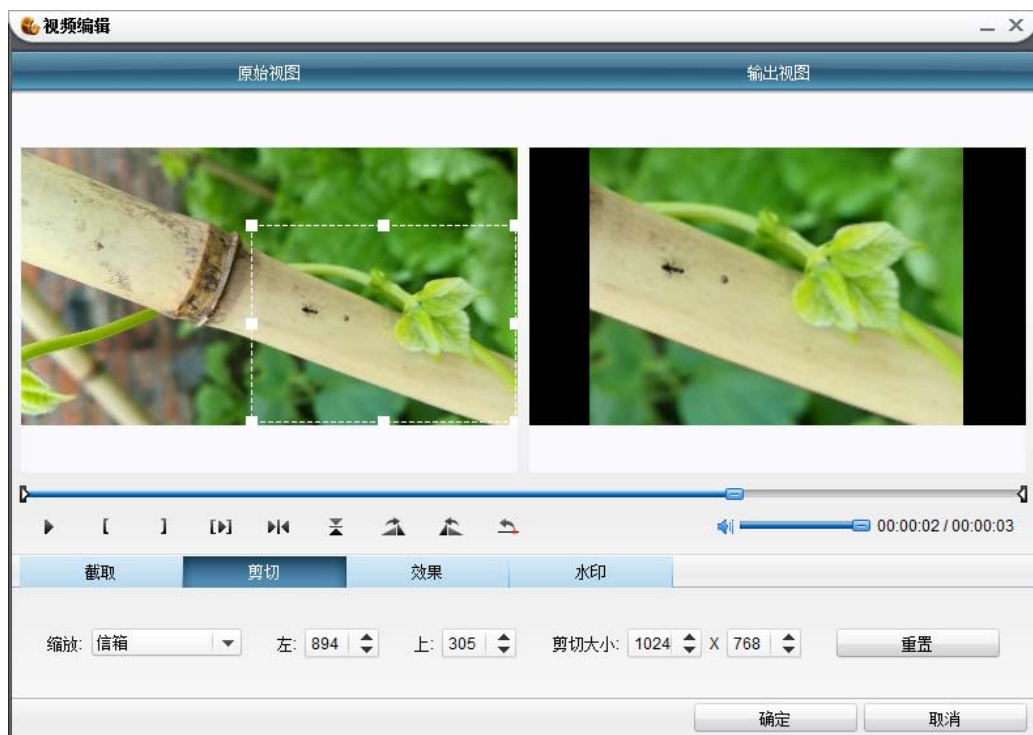 视频编辑
原始视图 输出视图
00:00:02 / 00:00:03
截取 剪切 效果 水印
缩放: 信箱 左: 894 上: 305 剪切大小: 1024 X 768 重置
确定 取消